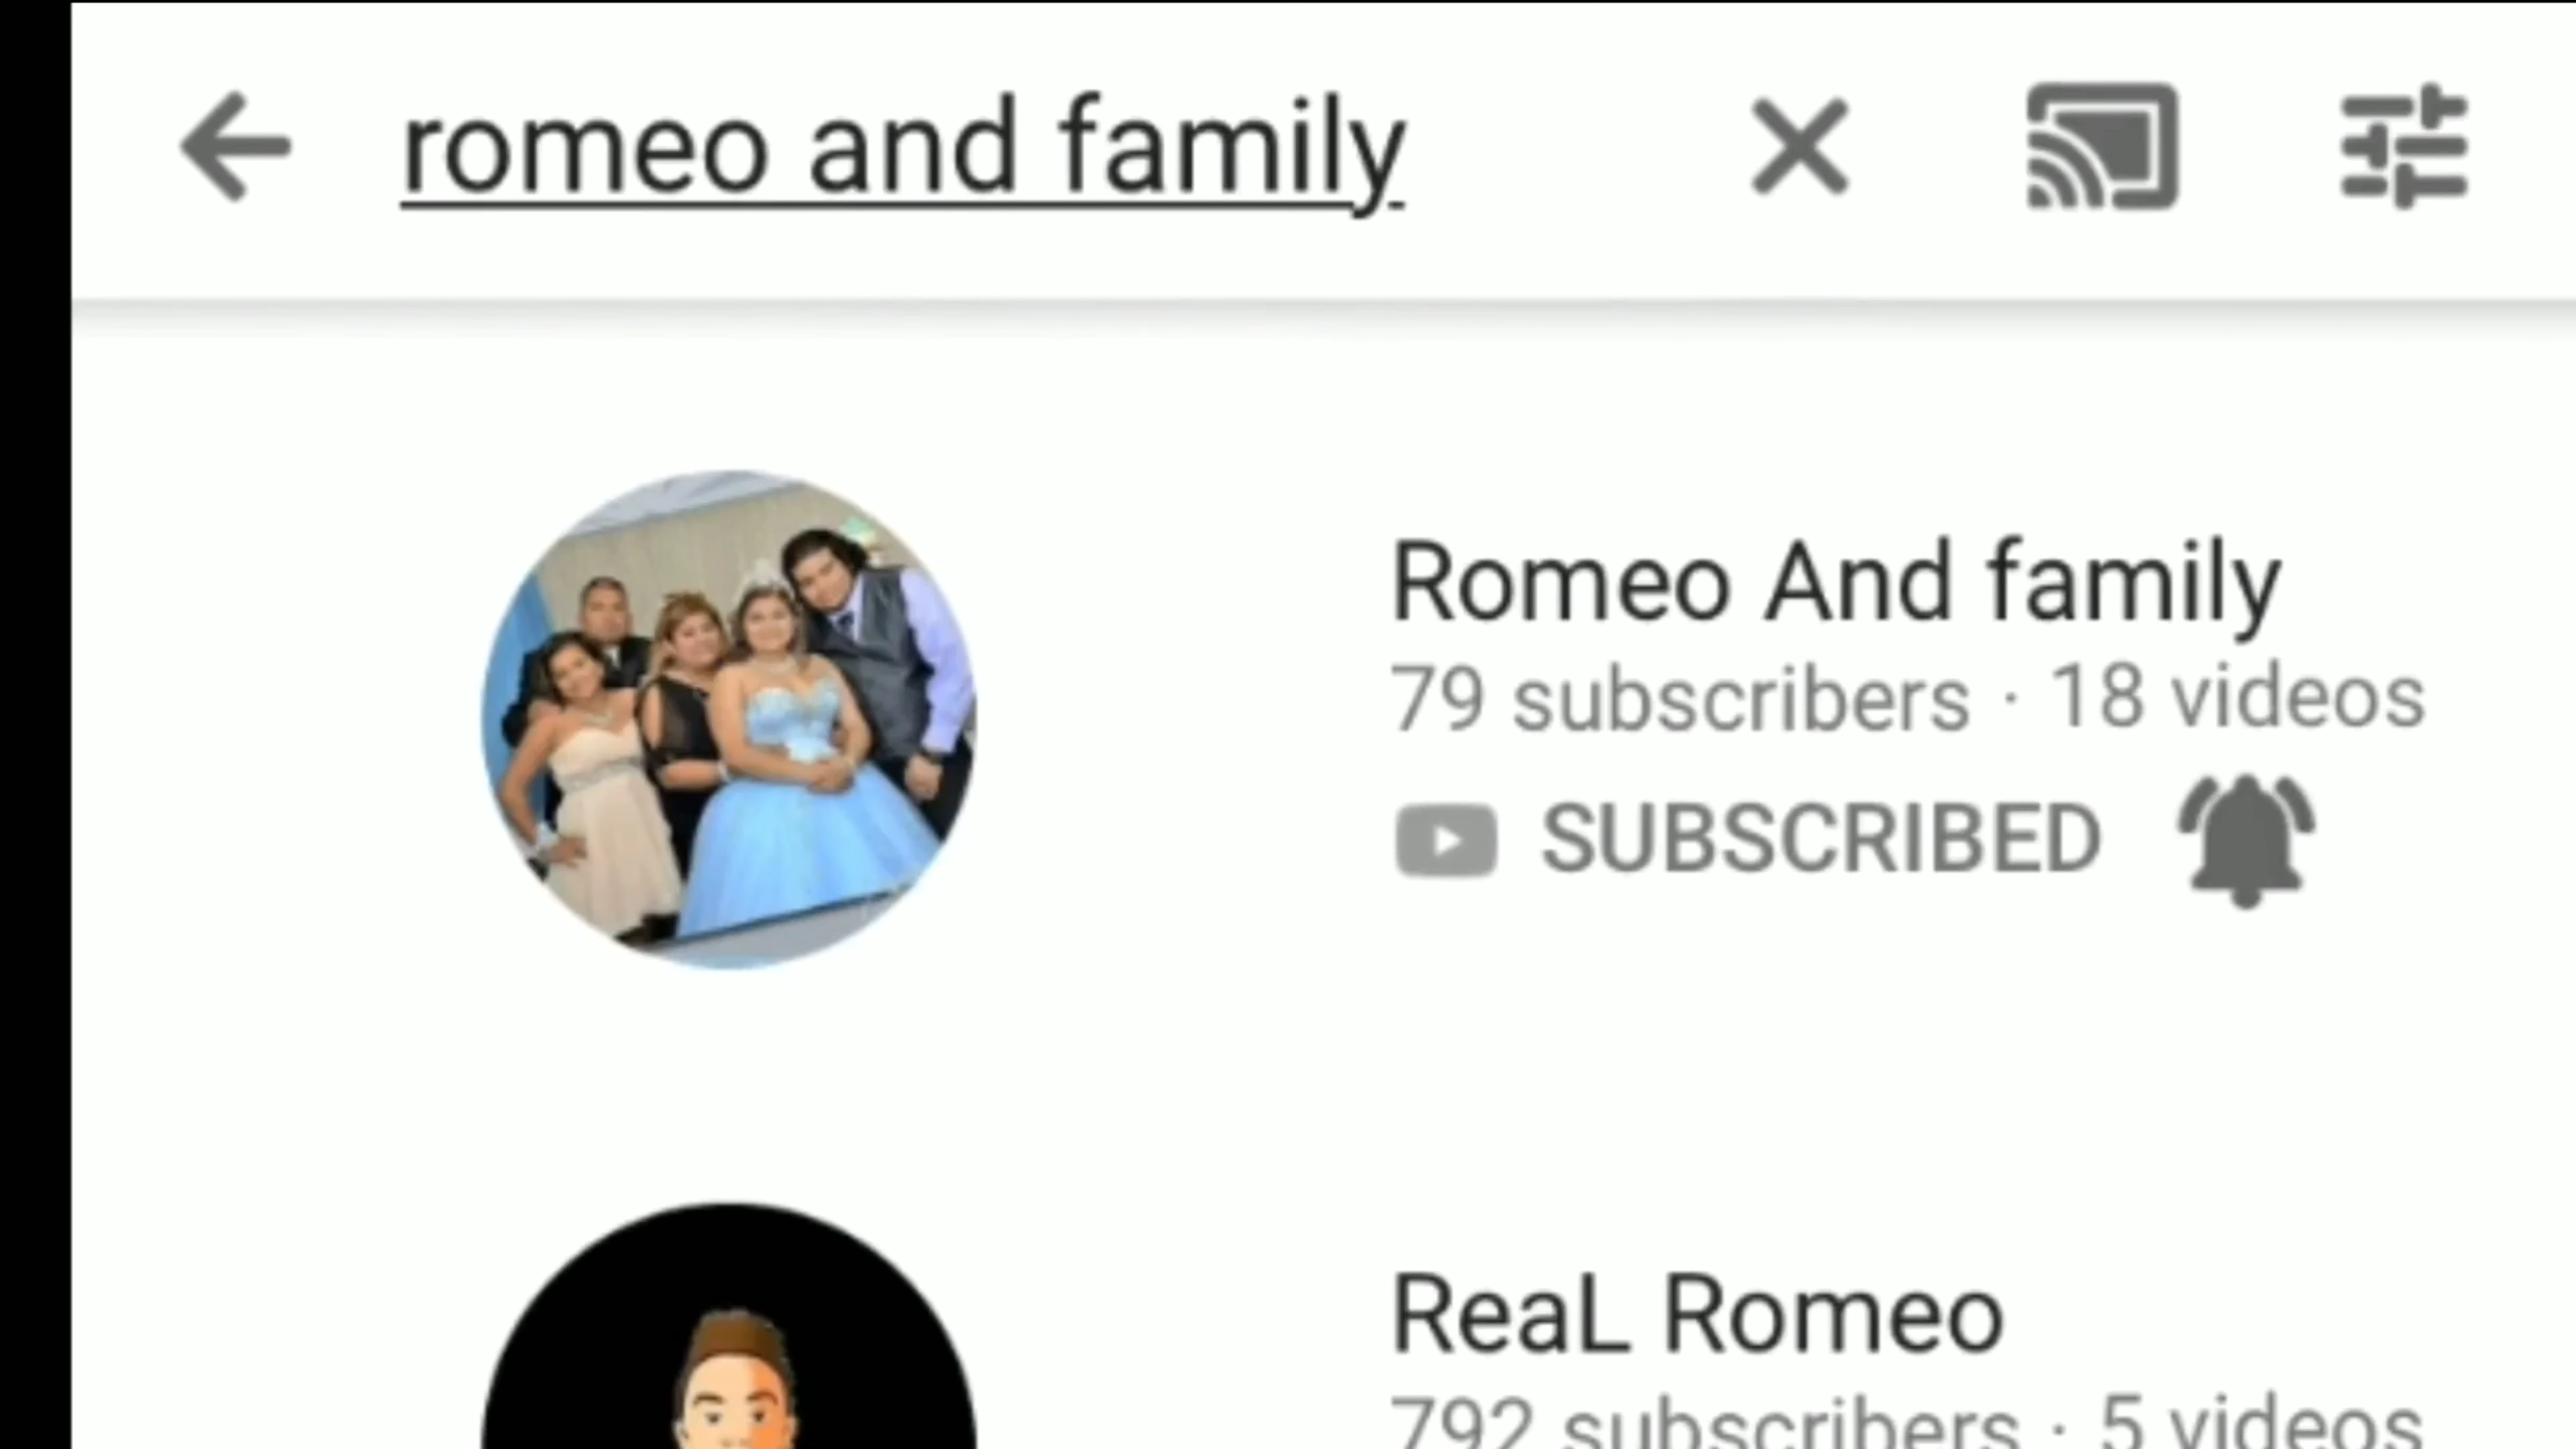 romeo and family
Romeo And family
79 subscribers · 18 videos
SUBSCRIBED
ReaL Romeo
792 subscribers · 5 videos